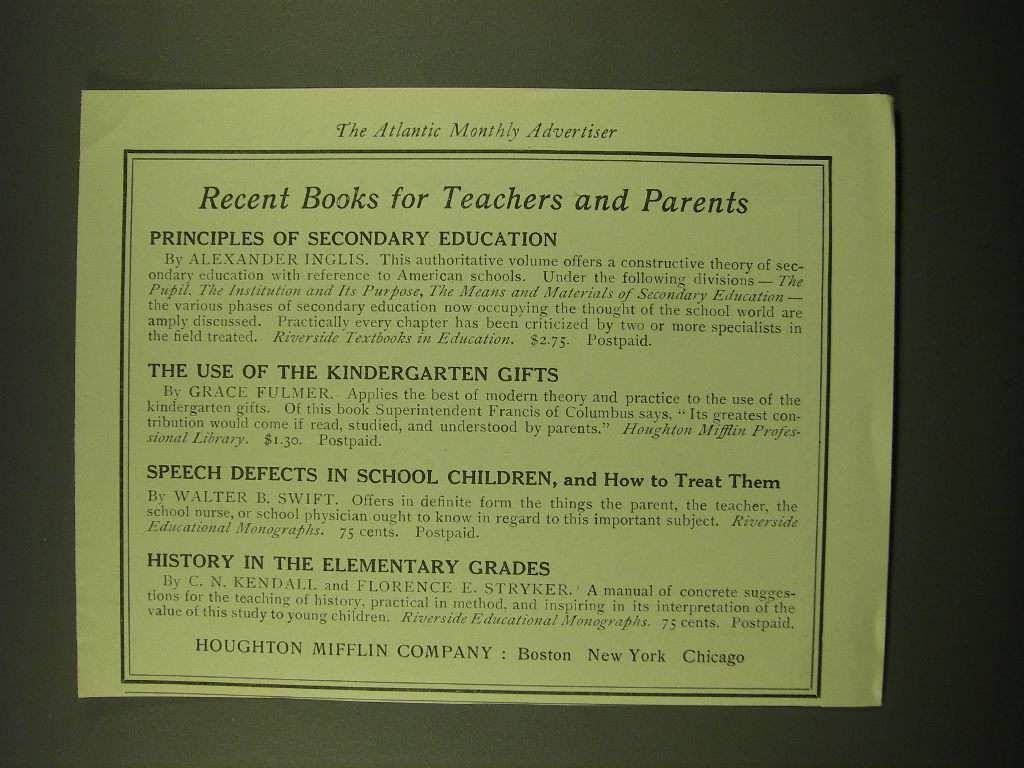 The Atlantic Monthly Advertiser
Recent Books for Teachers and Parents
PRINCIPLES OF SECONDARY EDUCATION
By ALEXANDER INGLIS. This authoritative volume offers a constructive theory of sec-
ondary education with reference to American schools. Under the following divisions — The
Pupil, The Institution and Its Purpose, The Means and Materials of Secondary Education —
the various phases of secondary education now occupying the thought of the school world are
amply discussed. Practically every chapter has been criticized by two or more specialists in
the field treated. Riverside Textbooks in Education. $2.75. Postpaid.
THE USE OF THE KINDERGARTEN GIFTS
By GRACE FULMER. Applies the best of modern theory and practice to the use of the
kindergarten gifts. Of this book Superintendent Francis of Columbus says, "Its greatest con-
tribution would come if read, studied, and understood by parents." Houghton Mifflin Profes-
sional Library. $1.30. Postpaid.
SPEECH DEFECTS IN SCHOOL CHILDREN, and How to Treat Them
By WALTER B. SWIFT. Offers in definite form the things the parent, the teacher, the
school nurse, or school physician ought to know in regard to this important subject. Riverside
Educational Monographs. 75 cents. Postpaid.
HISTORY IN THE ELEMENTARY GRADES
By C. N. KENDALL and FLORENCE E. STRYKER. A manual of concrete sugges-
tions for the teaching of history, practical in method, and inspiring in its interpretation of the
value of this study to young children. Riverside Educational Monographs. 75 cents. Postpaid.
HOUGHTON MIFFLIN COMPANY : Boston New York Chicago